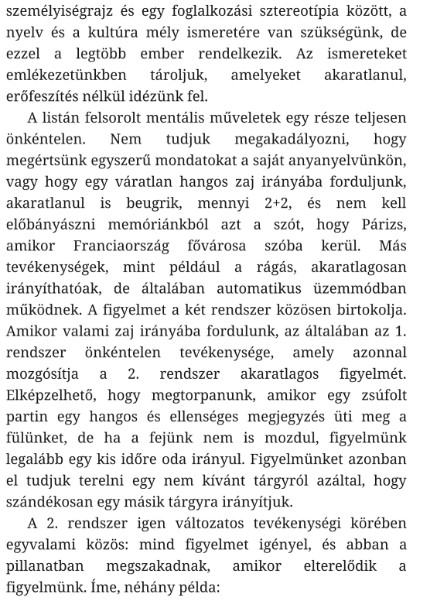 személyiségrajz és egy foglalkozási sztereotípia között, a
nyelv és a kultúra mély ismeretére van szükségünk, de
ezzel a legtöbb ember rendelkezik. Az ismereteket
emlékezetünkben tároljuk, amelyeket akaratlanul,
erőfeszítés nélkül idézünk fel.
A listán felsorolt mentális műveletek egy része teljesen
önkéntelen. Nem tudjuk megakadályozni, hogy
megértsünk egyszerű mondatokat a saját anyanyelvünkön,
vagy hogy egy váratlan hangos zaj irányába forduljunk,
akaratlanul is beugrik, mennyi 2+2, és nem kell
előbányászni memóriánkból azt a szót, hogy Párizs,
amikor Franciaország fővárosa szóba kerül. Más
tevékenységek, mint például a rágás, akaratlagosan
irányíthatóak, de általában automatikus üzemmódban
működnek. A figyelmet a két rendszer közösen birtokolja.
Amikor valami zaj irányába fordulunk, az általában az 1.
rendszer önkéntelen tevékenysége, amely azonnal
mozgósítja a 2. rendszer akaratlagos figyelmét.
Elképzelhető, hogy megtorpanunk, amikor egy zsúfolt
partin egy hangos és ellenséges megjegyzés üti meg a
fülünket, de ha a fejünk nem is mozdul, figyelmünk
legalább egy kis időre oda irányul. Figyelmünket azonban
el tudjuk terelni egy nem kívánt tárgyról azáltal, hogy
szándékosan egy másik tárgyra irányítjuk.
A 2. rendszer igen változatos tevékenységi körében
egyvalami közös: mind figyelmet igényel, és abban a
pillanatban megszakadnak, amikor elterelődik a
figyelmünk. Íme, néhány példa: